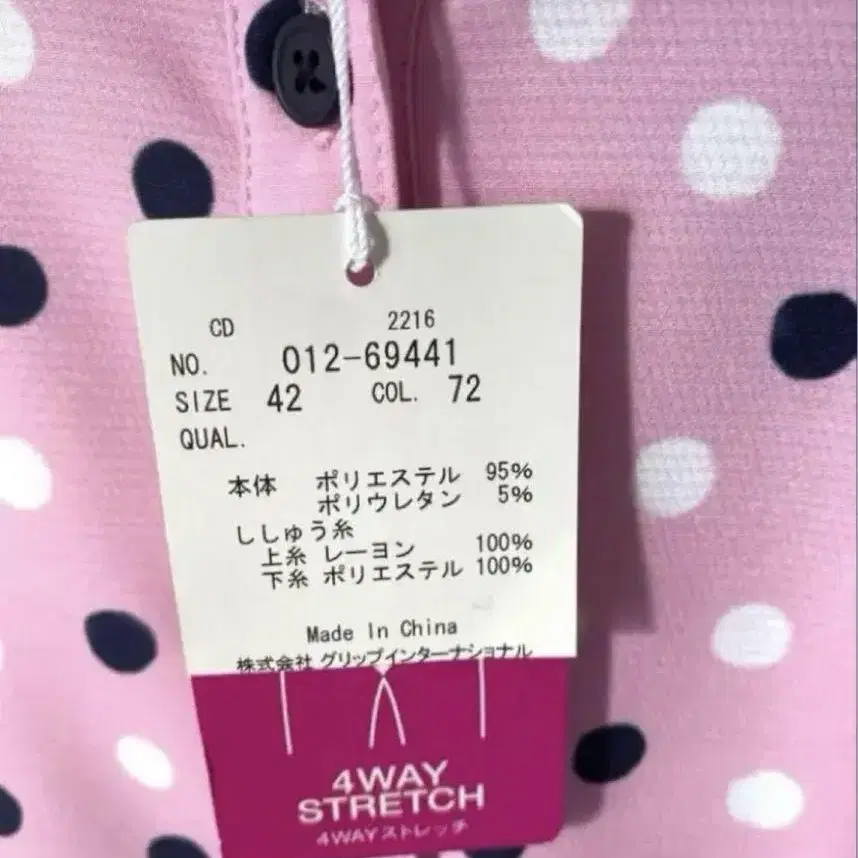 CD 2216
NO. 012-69441
SIZE 42 COL. 72
QUAL.
本体 ポリエステル 95%
ポリウレタン 5%
ししゅう糸
上糸 レーヨン 100%
下糸 ポリエステル 100%
Made In China
株式会社 グリップインターナショナル
4WAY
STRETCH
4WAYストレッチ